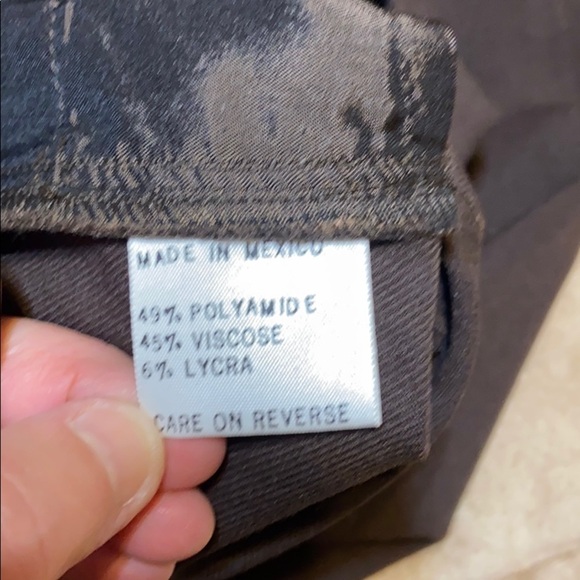 MADE IN MEXICO
49% POLYAMIDE
45% VISCOSE
6% LYCRA
CARE ON REVERSE